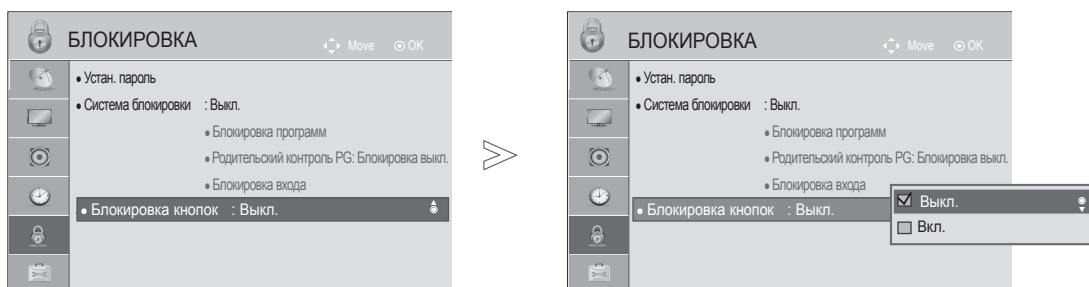 БЛОКИРОВКА Move OK
• Устан. пароль
• Система блокировки : Выкл.
• Блокировка программ
• Родительский контроль PG: Блокировка выкл.
• Блокировка входа
• Блокировка кнопок : Выкл.
БЛОКИРОВКА Move OK
• Устан. пароль
• Система блокировки : Выкл.
• Блокировка программ
• Родительский контроль PG: Блокировка выкл.
• Блокировка входа
• Блокировка кнопок : Выкл.
Выкл.
Вкл.